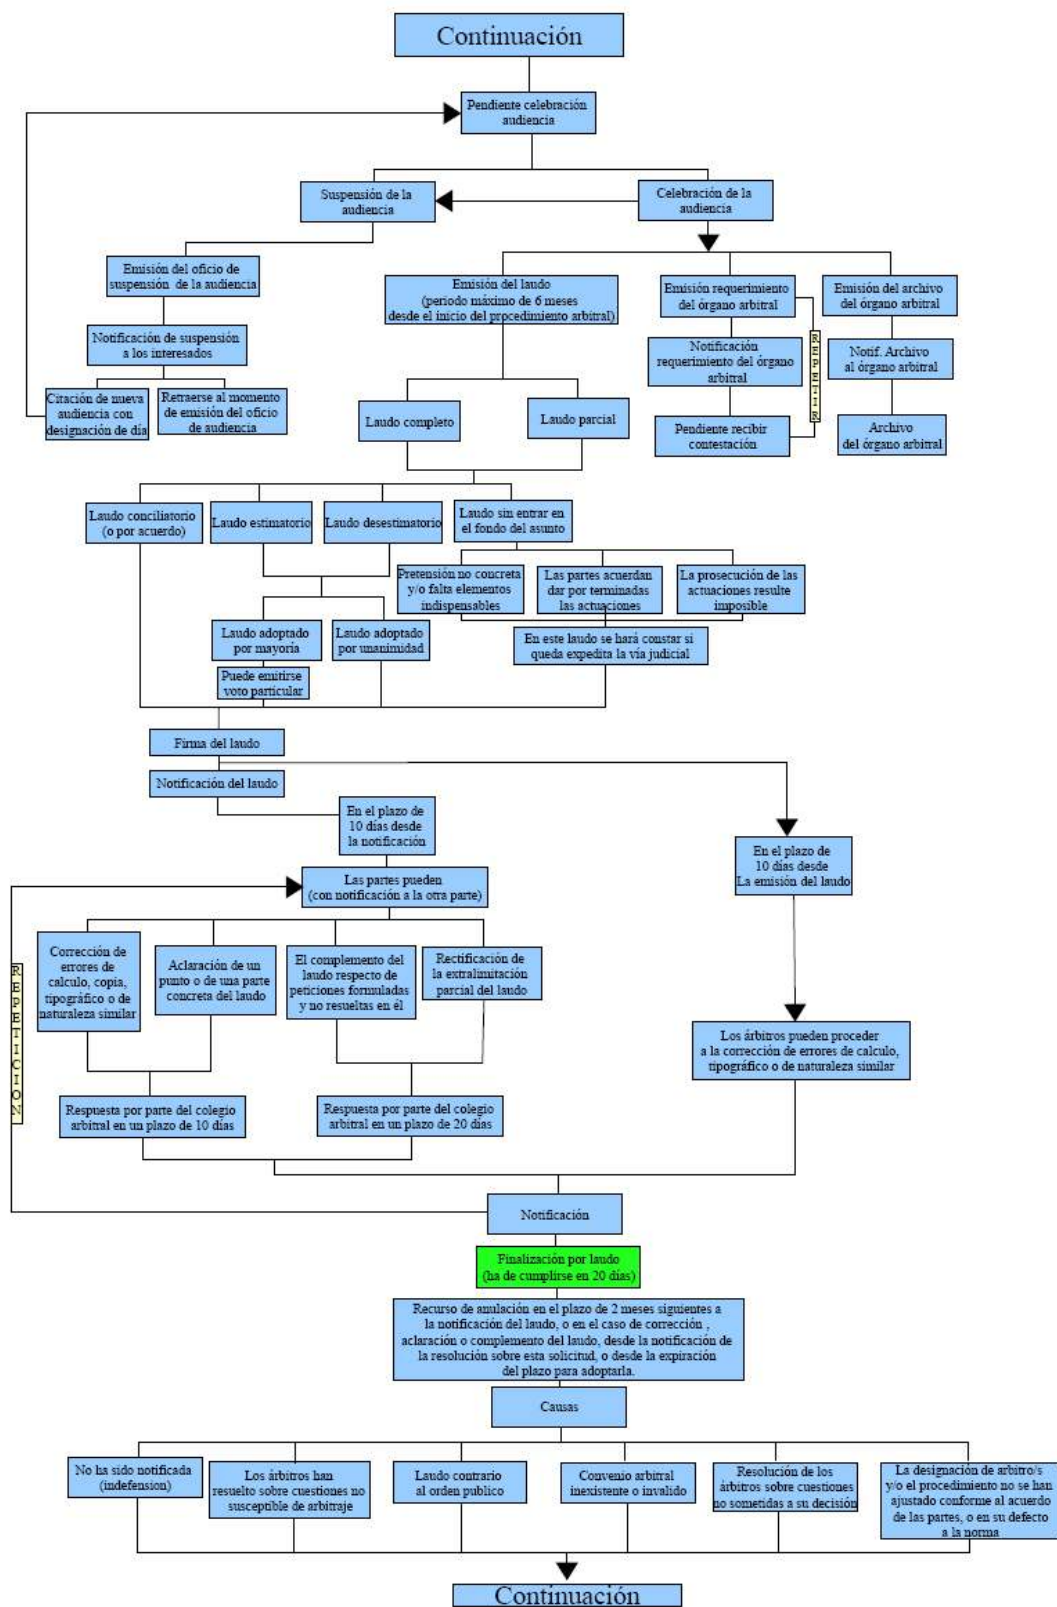 Continuación
Pendiente celebración
audiencia
Suspensión de la
audiencia
Celebración de la
audiencia
Emisión del oficio de
suspensión de la audiencia
Emisión del laudo
(periodo máximo de 6 meses
desde el inicio del procedimiento arbitral)
Emisión requerimiento
del órgano arbitral
Emisión del archivo
del órgano arbitral
Notificación de suspensión
a los interesados
Notificación
requerimiento del órgano
arbitral
REPETIR
Notif. Archivo
al órgano arbitral
Citación de nueva
audiencia con
designación de día
Retraerse al momento
de emisión del oficio
de audiencia
Laudo completo
Laudo parcial
Pendiente recibir
contestación
Archivo
del órgano arbitral
Laudo conciliatorio
(o por acuerdo)
Laudo estimatorio
Laudo desestimatorio
Laudo sin entrar en
el fondo del asunto
Pretensión no concreta
y/o falta elementos
indispensables
Las partes acuerdan
dar por terminadas
las actuaciones
La prosecución de las
actuaciones resulte
imposible
Laudo adoptado
por mayoría
Laudo adoptado
por unanimidad
En este laudo se hará constar si
queda expedita la vía judicial
Puede emitirse
voto particular
Firma del laudo
Notificación del laudo
En el plazo de
10 días desde
la notificación
En el plazo de
10 días desde
La emisión del laudo
Las partes pueden
(con notificación a la otra parte)
REPETICION
Corrección de
errores de
calculo, copia,
tipográfico o de
naturaleza similar
Aclaración de un
punto o de una parte
concreta del laudo
El complemento del
laudo respecto de
peticiones formuladas
y no resueltas en él
Rectificación de
la extralimitación
parcial del laudo
Los árbitros pueden proceder
a la corrección de errores de calculo,
tipográfico o de naturaleza similar
Respuesta por parte del colegio
arbitral en un plazo de 10 días
Respuesta por parte del colegio
arbitral en un plazo de 20 días
Notificación
Finalización por laudo
(ha de cumplirse en 20 días)
Recurso de anulación en el plazo de 2 meses siguientes a
la notificación del laudo, o en el caso de corrección ,
aclaración o complemento del laudo, desde la notificación de
la resolución sobre esta solicitud, o desde la expiración
del plazo para adoptarla.
Causas
No ha sido notificada
(indefension)
Los árbitros han
resuelto sobre cuestiones no
susceptible de arbitraje
Laudo contrario
al orden publico
Convenio arbitral
inexistente o invalido
Resolución de los
árbitros sobre cuestiones
no sometidas a su decisión
La designación de arbitro/s
y/o el procedimiento no se han
ajustado conforme al acuerdo
de las partes, o en su defecto
a la norma
Continuación